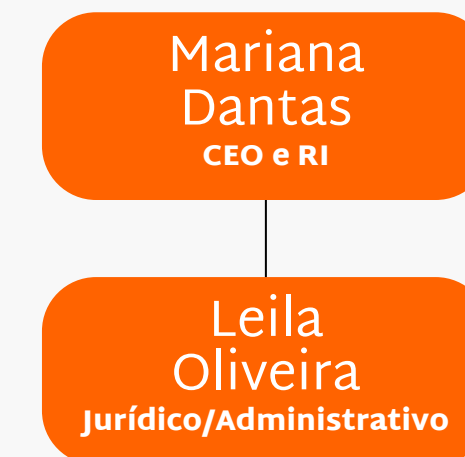 Mariana
Dantas
CEO e RI
Leila
Oliveira
Jurídico/Administrativo